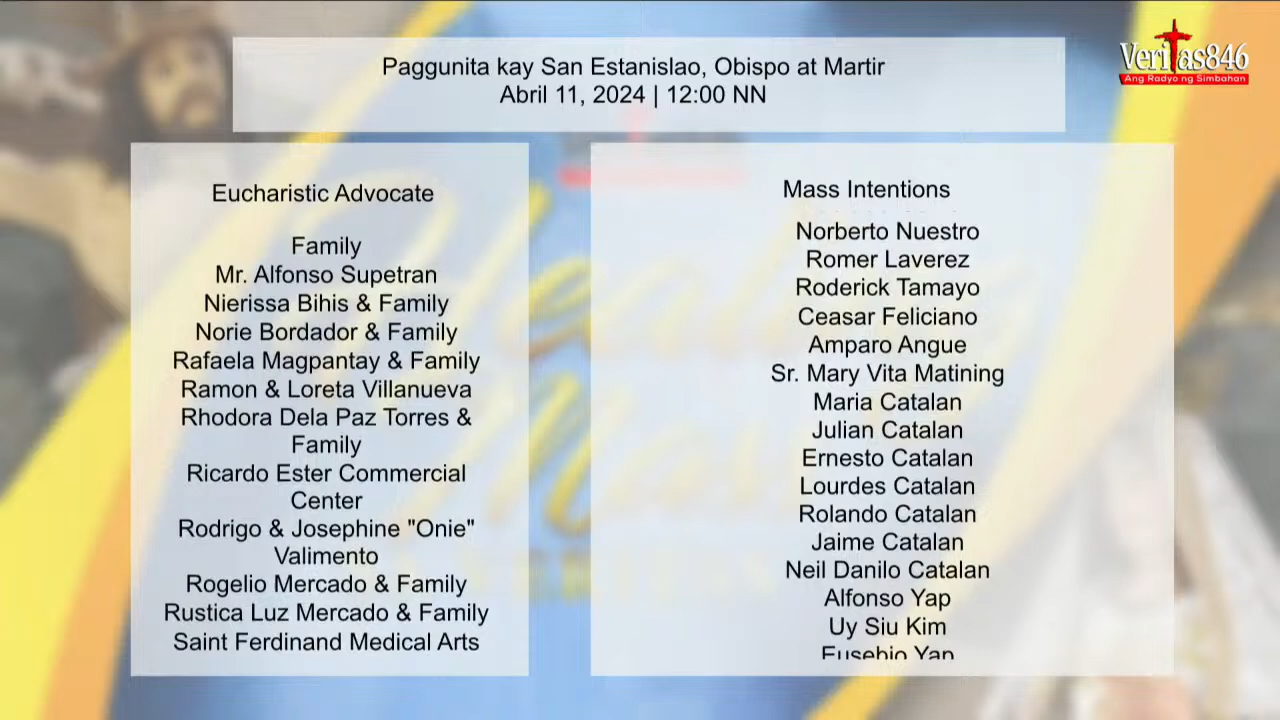 Paggunita kay San Estanislao, Obispo at Martir
Abril 11, 2024 | 12:00 NN
Veritas846
Ang Radyo ng Simbahan
Eucharistic Advocate
Family
Mr. Alfonso Supetran
Nierissa Bihis & Family
Norie Bordador & Family
Rafaela Magpantay & Family
Ramon & Loreta Villanueva
Rhodora Dela Paz Torres &
Family
Ricardo Ester Commercial
Center
Rodrigo & Josephine "Onie"
Valimento
Rogelio Mercado & Family
Rustica Luz Mercado & Family
Saint Ferdinand Medical Arts
Mass Intentions
Norberto Nuestro
Romer Laverez
Roderick Tamayo
Ceasar Feliciano
Amparo Angue
Sr. Mary Vita Matining
Maria Catalan
Julian Catalan
Ernesto Catalan
Lourdes Catalan
Rolando Catalan
Jaime Catalan
Neil Danilo Catalan
Alfonso Yap
Uy Siu Kim
Eusebio Yap